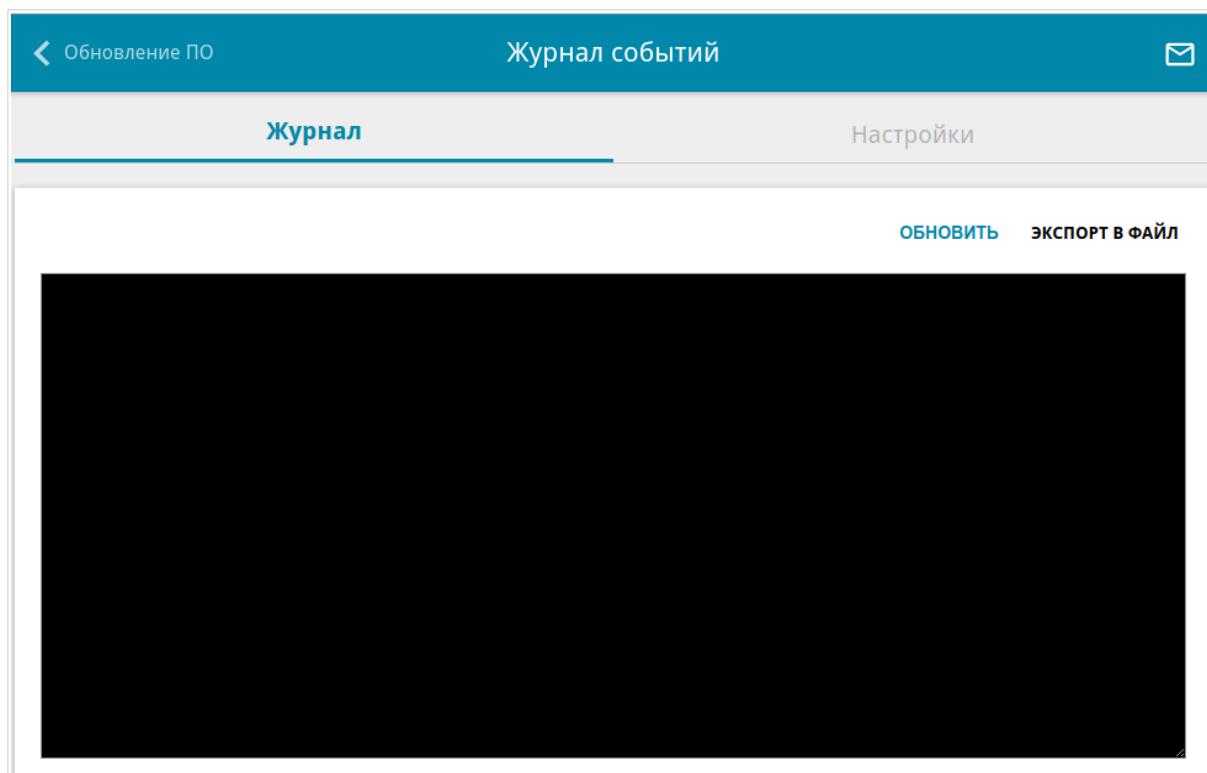 Обновление ПО
Журнал событий
Журнал
Настройки
ОБНОВИТЬ
ЭКСПОРТ В ФАЙЛ